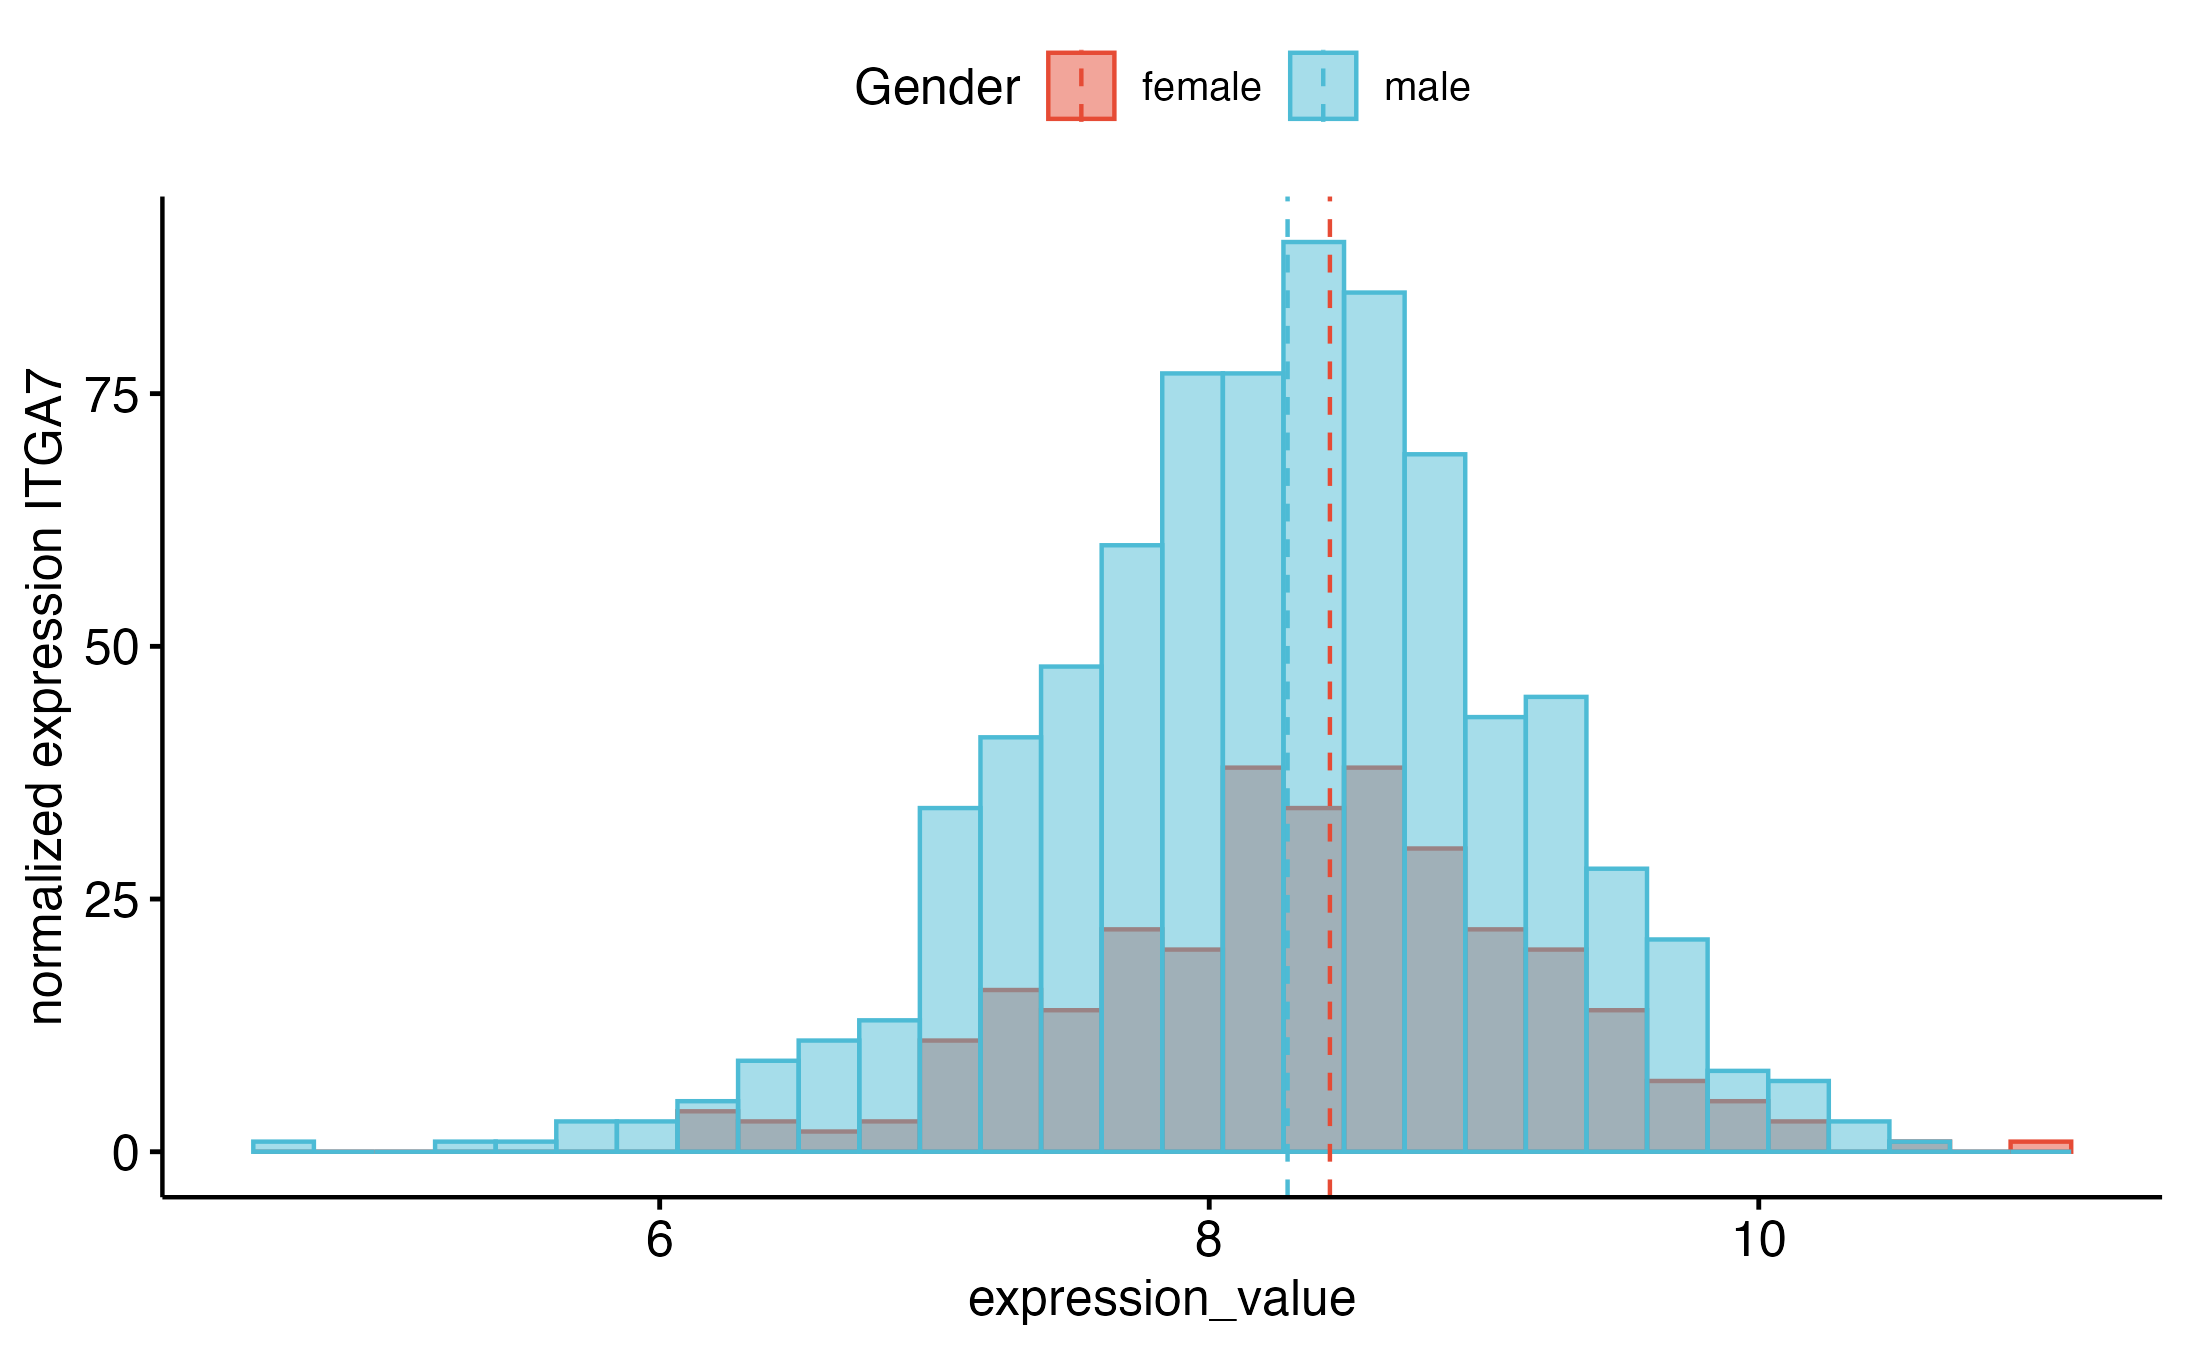 Gender female male
normalized expression ITGA7
75
50
25
0
6 8 10
expression_value